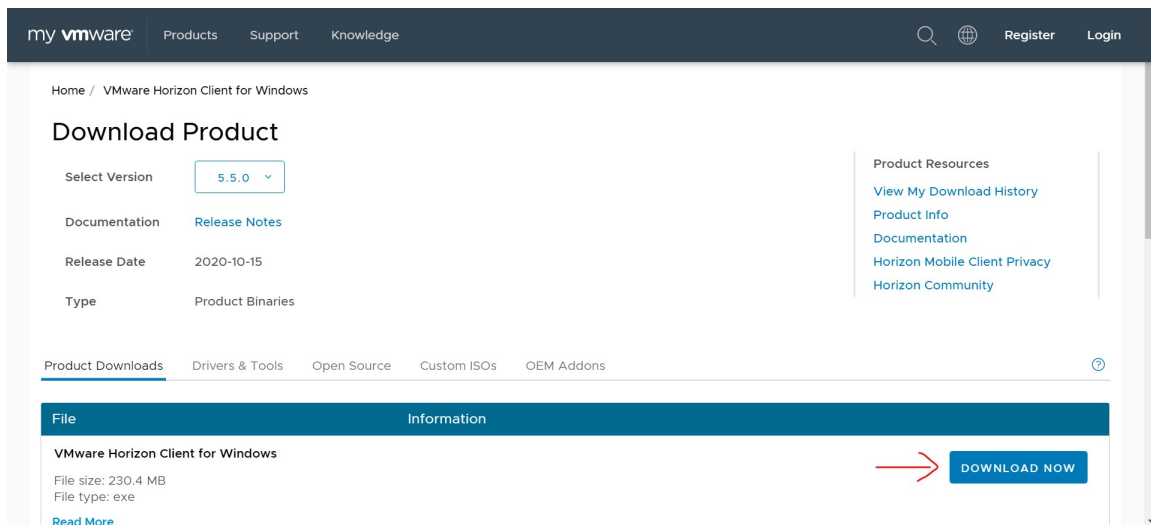 my vmware® Products Support Knowledge Register Login
Home / VMware Horizon Client for Windows
Download Product
Select Version 5.5.0
Documentation Release Notes
Release Date 2020-10-15
Type Product Binaries
Product Resources
View My Download History
Product Info
Documentation
Horizon Mobile Client Privacy
Horizon Community
Product Downloads Drivers & Tools Open Source Custom ISOs OEM Addons
File Information
VMware Horizon Client for Windows
File size: 230.4 MB
File type: exe
DOWNLOAD NOW
Read More